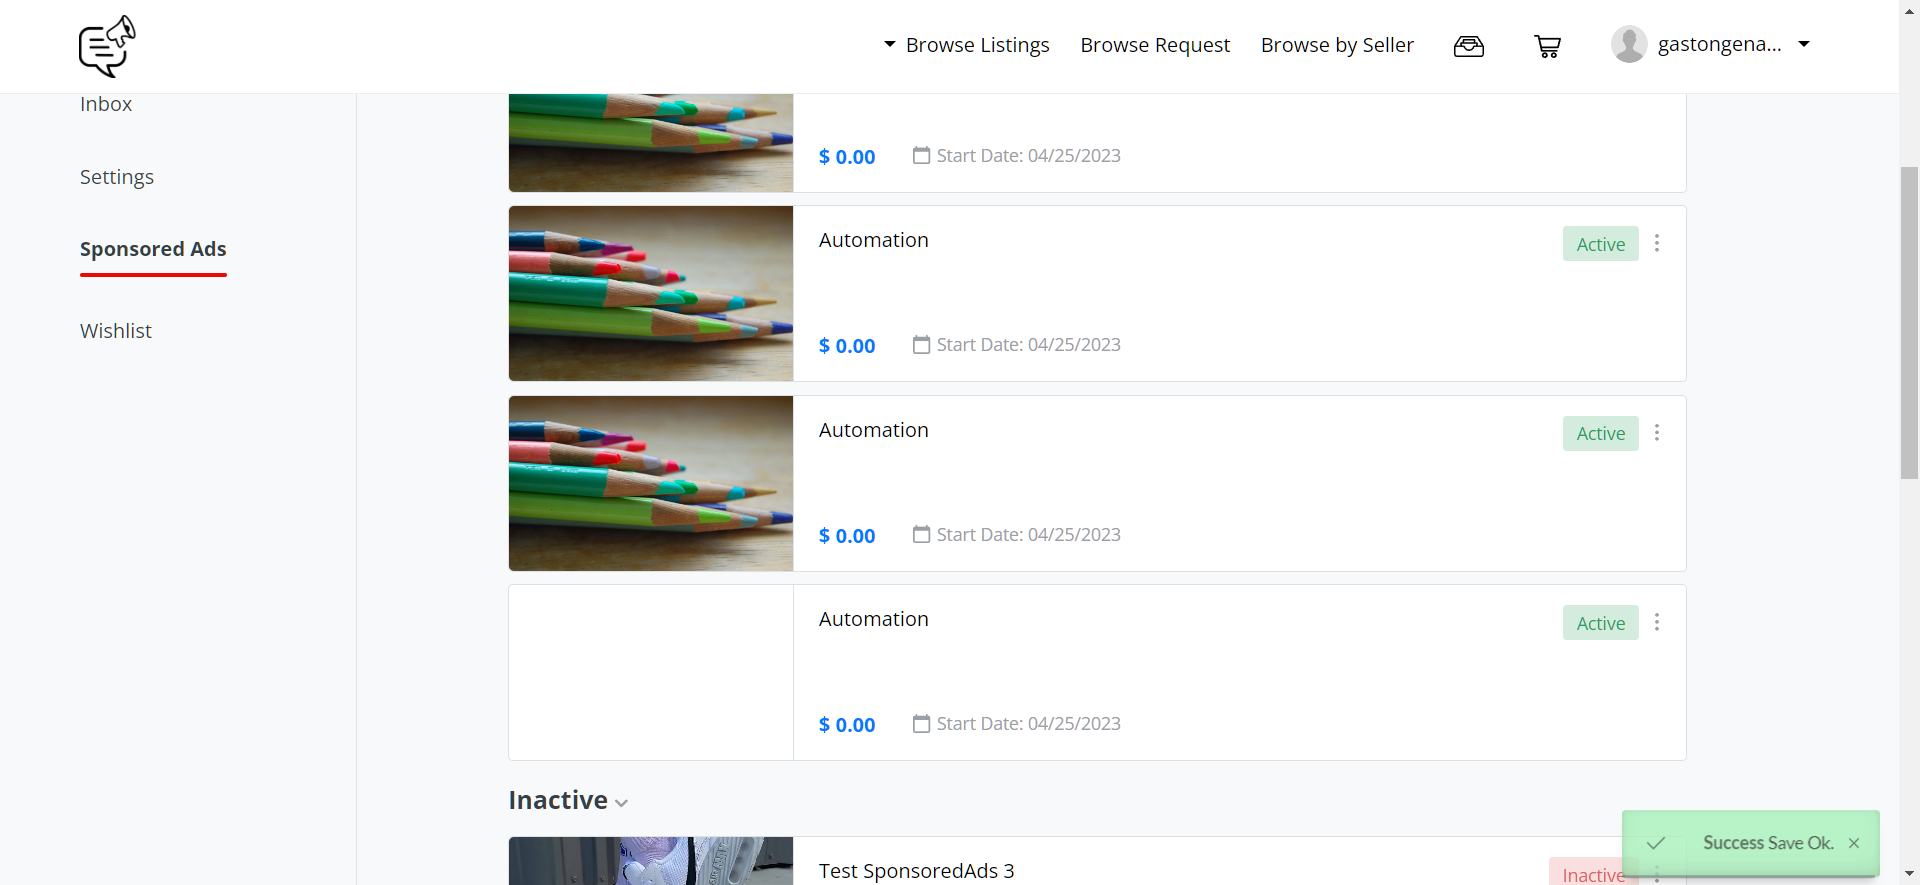 Browse Listings
Browse Request
Browse by Seller
gastongena...
Inbox
Settings
Sponsored Ads
Wishlist
$ 0.00
Start Date: 04/25/2023
Automation
Active
$ 0.00
Start Date: 04/25/2023
Automation
Active
$ 0.00
Start Date: 04/25/2023
Automation
Active
$ 0.00
Start Date: 04/25/2023
Inactive
Test SponsoredAds 3
Inactive
Success Save Ok.